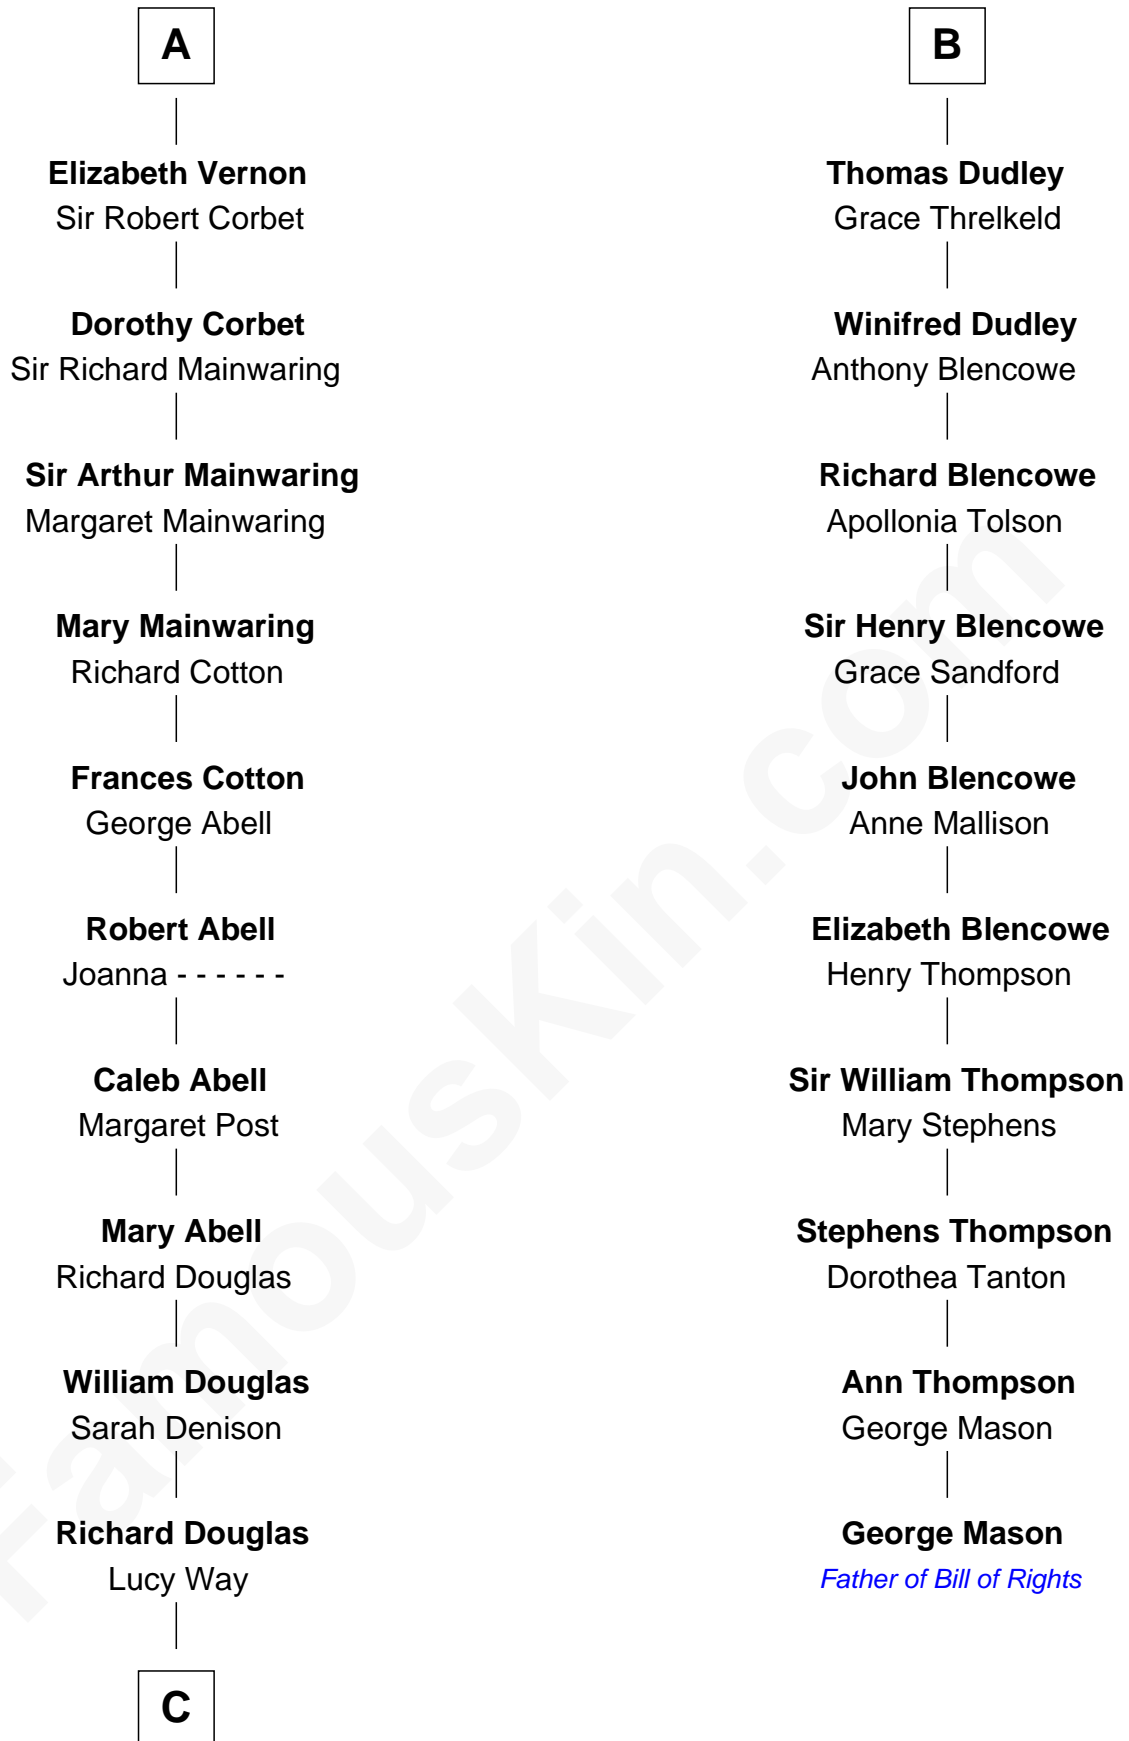 A
Elizabeth Vernon
Sir Robert Corbet
Dorothy Corbet
Sir Richard Mainwaring
Sir Arthur Mainwaring
Margaret Mainwaring
Mary Mainwaring
Richard Cotton
Frances Cotton
George Abell
Robert Abell
Joanna - - - - - -
Caleb Abell
Margaret Post
Mary Abell
Richard Douglas
William Douglas
Sarah Denison
Richard Douglas
Lucy Way
C
B
Thomas Dudley
Grace Threlkeld
Winifred Dudley
Anthony Blencowe
Richard Blencowe
Apollonia Tolson
Sir Henry Blencowe
Grace Sandford
John Blencowe
Anne Mallison
Elizabeth Blencowe
Henry Thompson
Sir William Thompson
Mary Stephens
Stephens Thompson
Dorothea Tanton
Ann Thompson
George Mason
George Mason
Father of Bill of Rights
FamousKin.com